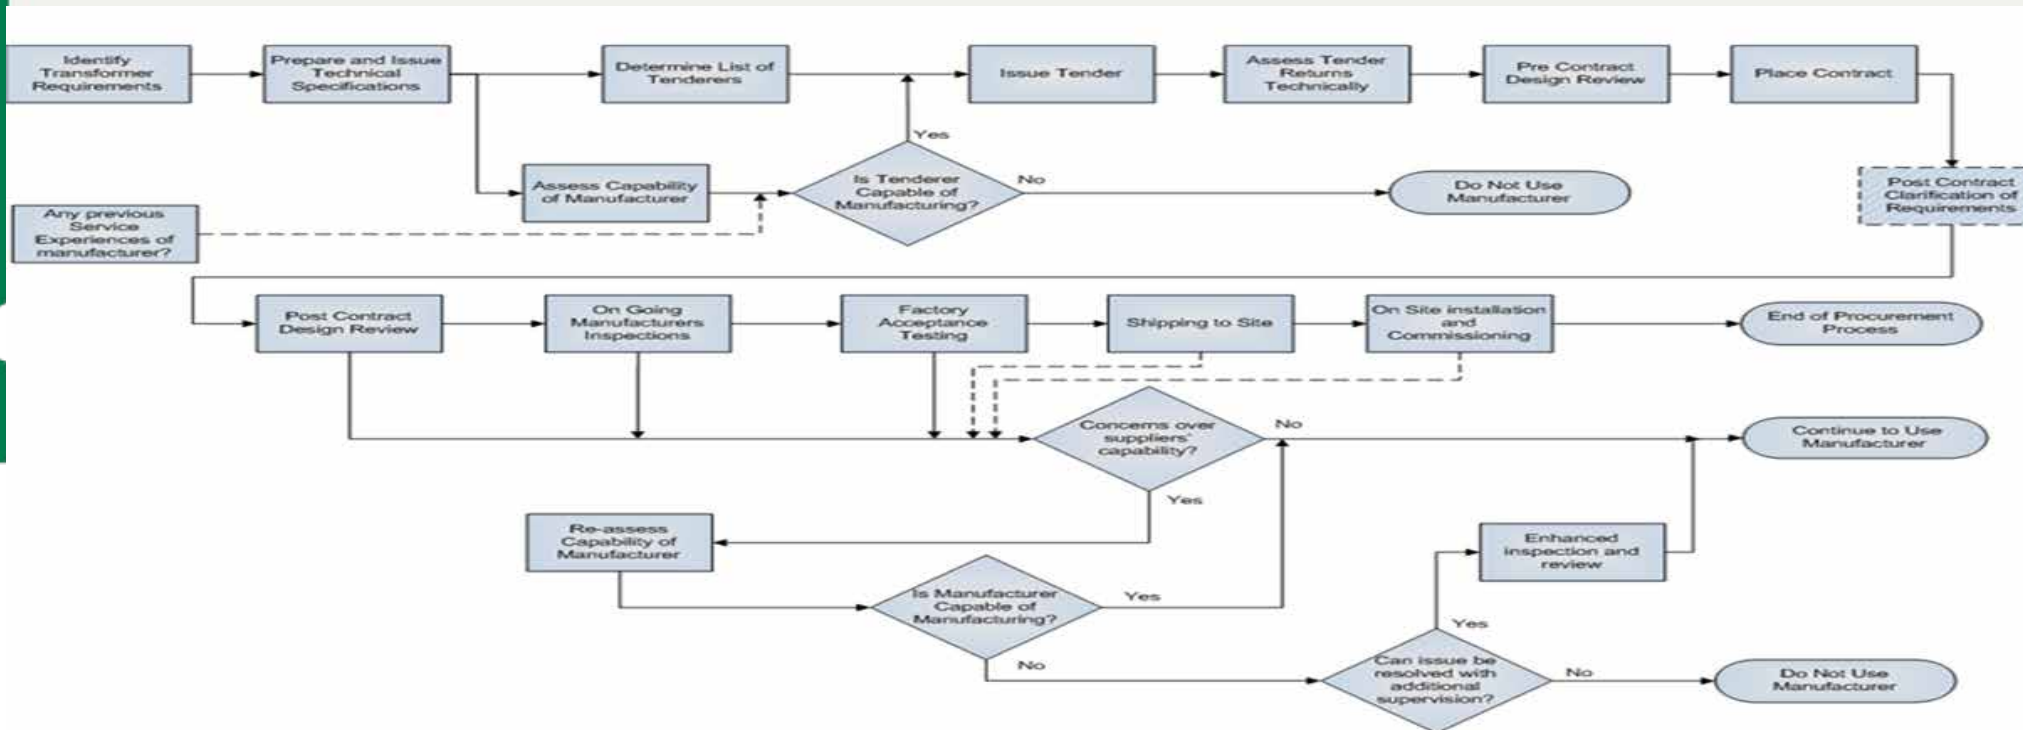 Identify
Transformer
Requirements
Prepare and Issue
Technical
Specifications
Determine List of
Tenderers
Issue Tender
Assess Tender
Returns
Technically
Pre Contract
Design Review
Place Contract
Yes
Assess Capability
of Manufacturer
Is Tenderer
Capable of
Manufacturing?
No
Do Not Use
Manufacturer
Post Contract
Clarification of
Requirements
Any previous
Service
Experiences of
manufacturer?
Post Contract
Design Review
On Going
Manufacturers
Inspections
Factory
Acceptance
Testing
Shipping to Site
On Site installation
and
Commissioning
End of Procurement
Process
Concerns over
suppliers'
capability?
No
Continue to Use
Manufacturer
Yes
Re-assess
Capability of
Manufacturer
Enhanced
inspection and
review
Is Manufacturer
Capable of
Manufacturing?
Yes
No
Yes
Can issue be
resolved with
additional
supervision?
No
Do Not Use
Manufacturer